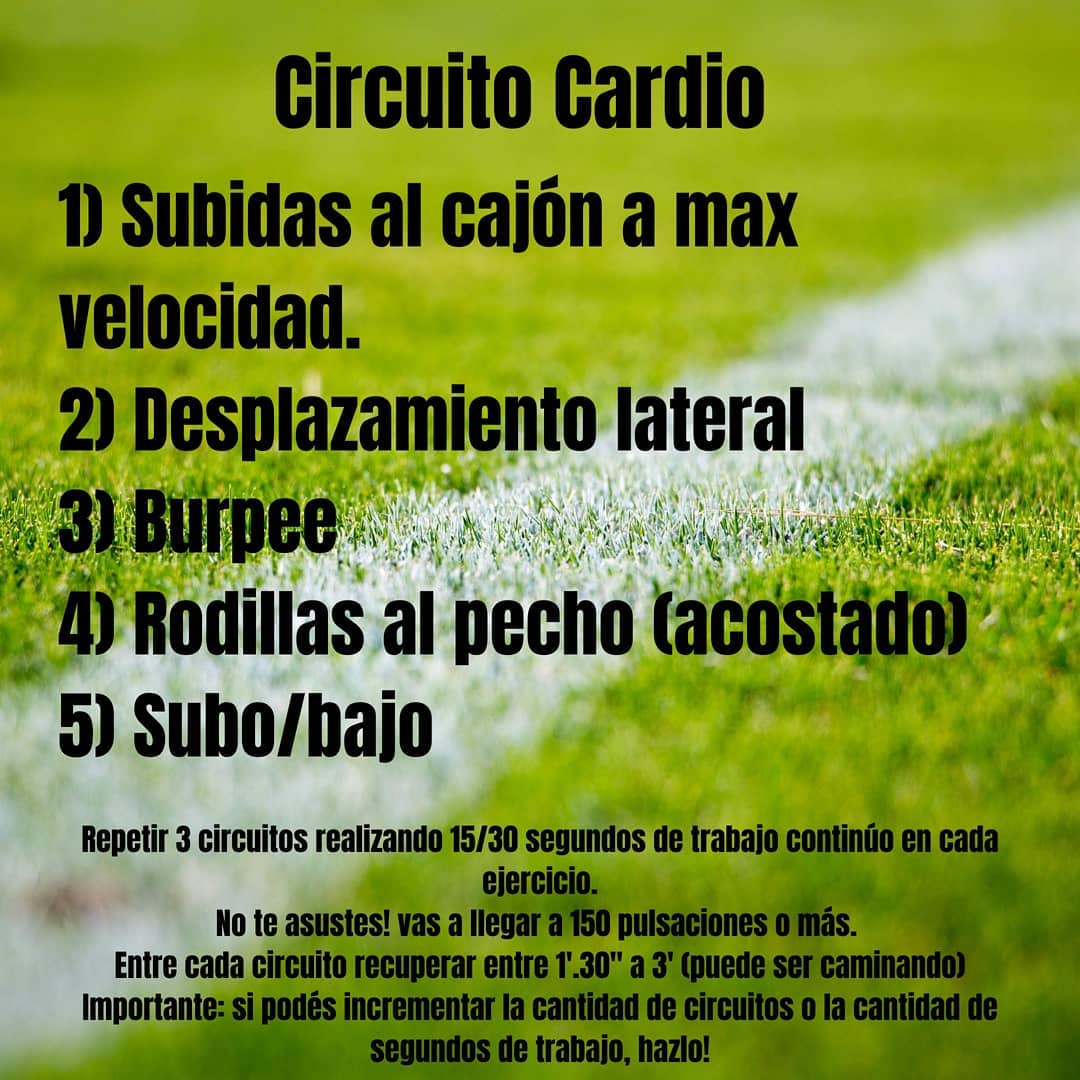 Circuito Cardio
1) Subidas al cajón a max
velocidad.
2) Desplazamiento lateral
3) Burpee
4) Rodillas al pecho (acostado)
5) Subo/bajo
Repetir 3 circuitos realizando 15/30 segundos de trabajo continúo en cada
ejercicio.
No te asustes! vas a llegar a 150 pulsaciones o más.
Entre cada circuito recuperar entre 1'.30" a 3' (puede ser caminando)
Importante: si podés incrementar la cantidad de circuitos o la cantidad de
segundos de trabajo, hazlo!